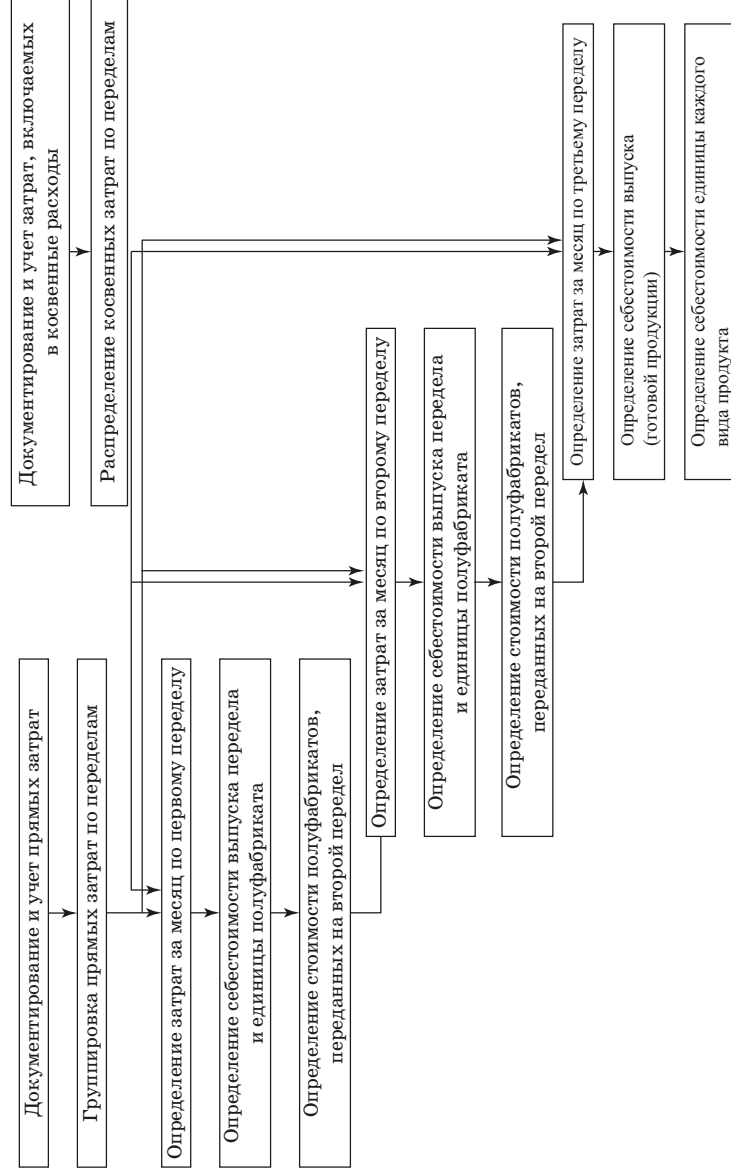 Документирование и учет прямых затрат
Группировка прямых затрат по переделам
Определение затрат за месяц по первому переделу
Определение себестоимости выпуска передела
и единицы полуфабриката
Определение стоимости полуфабрикатов,
переданных на второй передел
Определение затрат за месяц по второму переделу
Определение себестоимости выпуска передела
и единицы полуфабриката
Определение стоимости полуфабрикатов,
переданных на второй передел
Документирование и учет затрат, включаемых
в косвенные расходы
Распределение косвенных затрат по переделам
Определение затрат за месяц по третьему переделу
Определение себестоимости выпуска
(готовой продукции)
Определение себестоимости единицы каждого
вида продукта